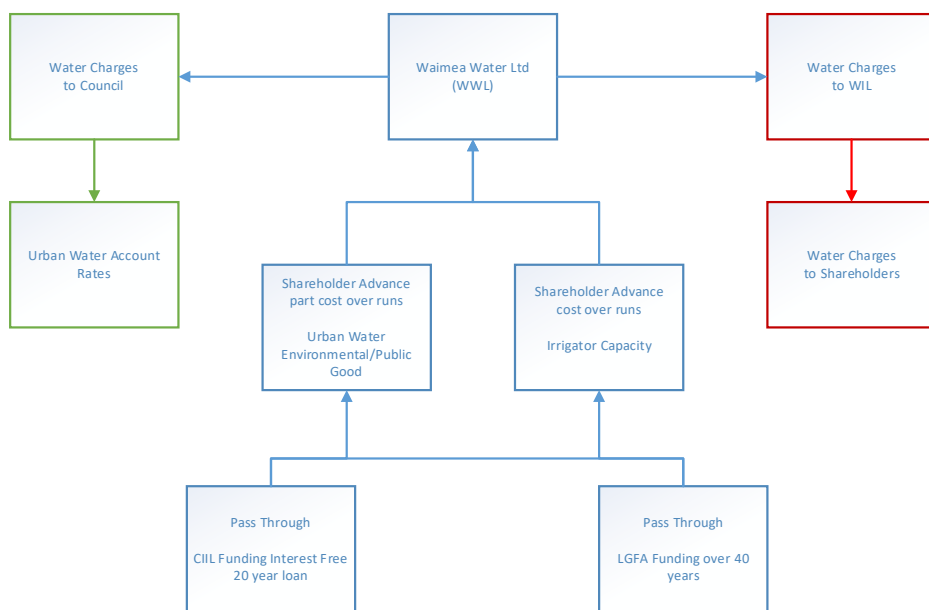 Water Charges
to Council
Waimea Water Ltd
(WWL)
Water Charges
to WIL
Urban Water Account
Rates
Shareholder Advance
part cost over runs
Urban Water
Environmental/Public
Good
Shareholder Advance
cost over runs
Irrigator Capacity
Water Charges
to Shareholders
Pass Through
CIIL Funding Interest Free
20 year loan
Pass Through
LGFA Funding over 40
years